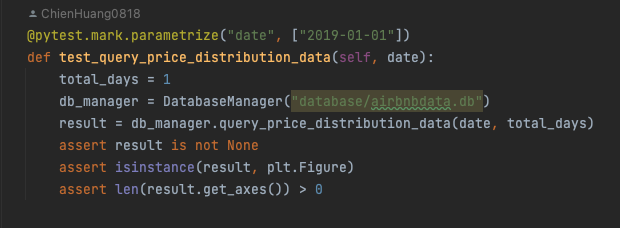 ChienHuang0818
@pytest.mark.parametrize("date", ["2019-01-01"])
def test_query_price_distribution_data(self, date):
    total_days = 1
    db_manager = DatabaseManager("database/airbnbdata.db")
    result = db_manager.query_price_distribution_data(date, total_days)
    assert result is not None
    assert isinstance(result, plt.Figure)
    assert len(result.get_axes()) > 0